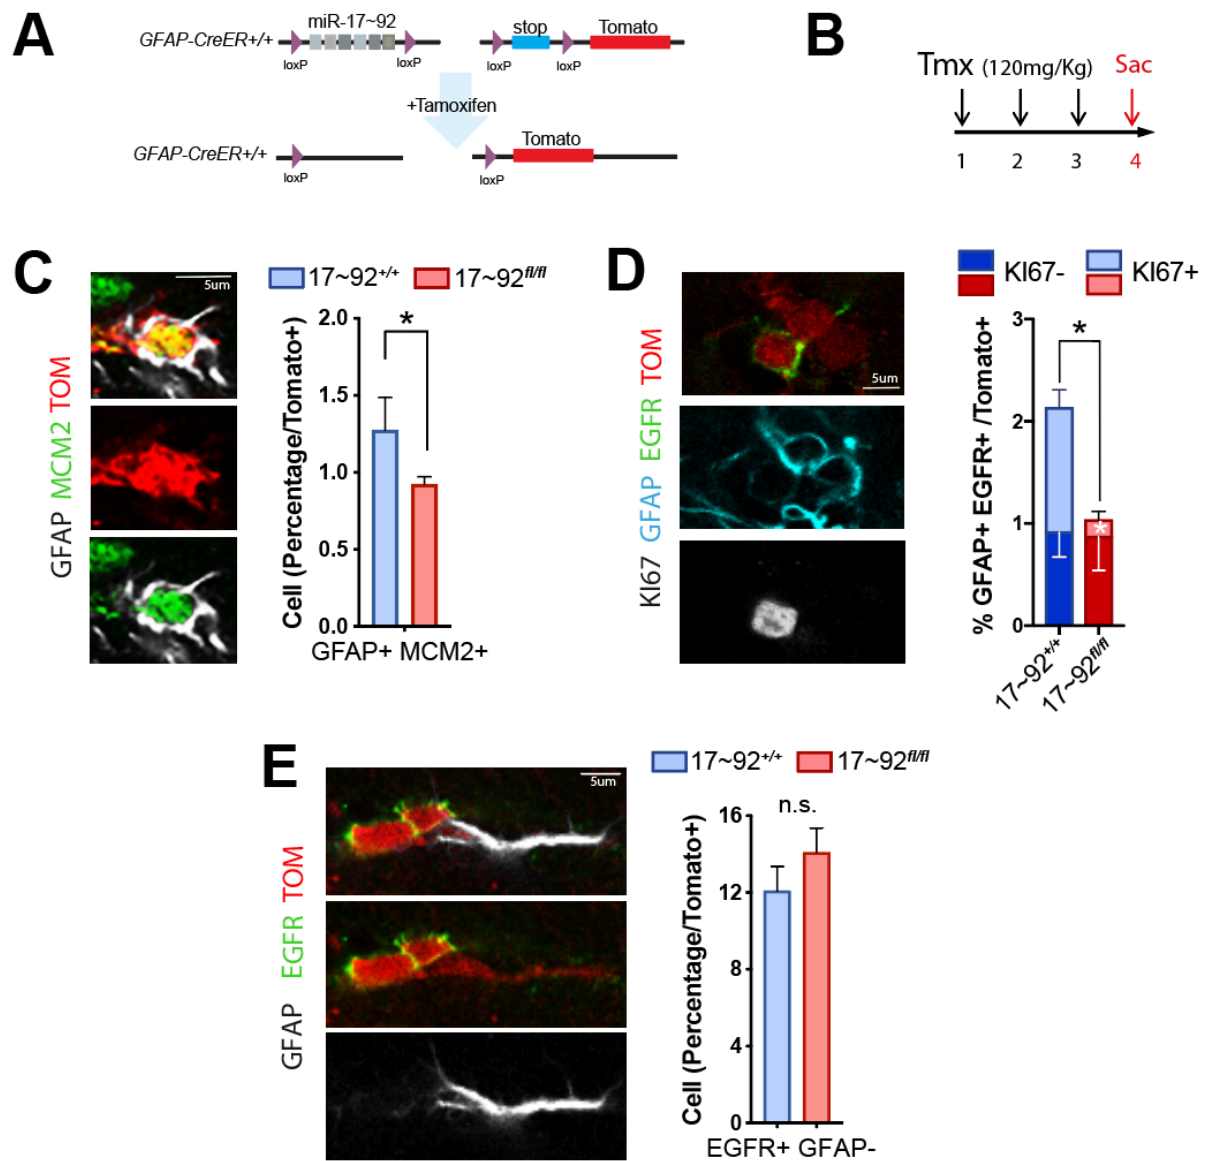 A
miR-17~92
GFAP-CreER+/+
loxP
loxP
stop
Tomato
loxP
loxP
+Tamoxifen
GFAP-CreER+/+
loxP
Tomato
loxP
B
Tmx (120mg/Kg)
Sac
1 2 3 4
C
GFAP MCM2 TOM
5um
17~92+/+
17~92fl/fl
Cell (Percentage/Tomato+)
2.0
1.5
1.0
0.5
0.0
*
GFAP+ MCM2+
D
KI67 GFAP EGFR TOM
5um
KI67-
KI67+
% GFAP+ EGFR+ /Tomato+
3
2
1
0
*
*
17~92+/+
17~92fl/fl
E
GFAP EGFR TOM
5um
17~92+/+
17~92fl/fl
Cell (Percentage/Tomato+)
16
12
8
4
0
n.s.
EGFR+ GFAP-